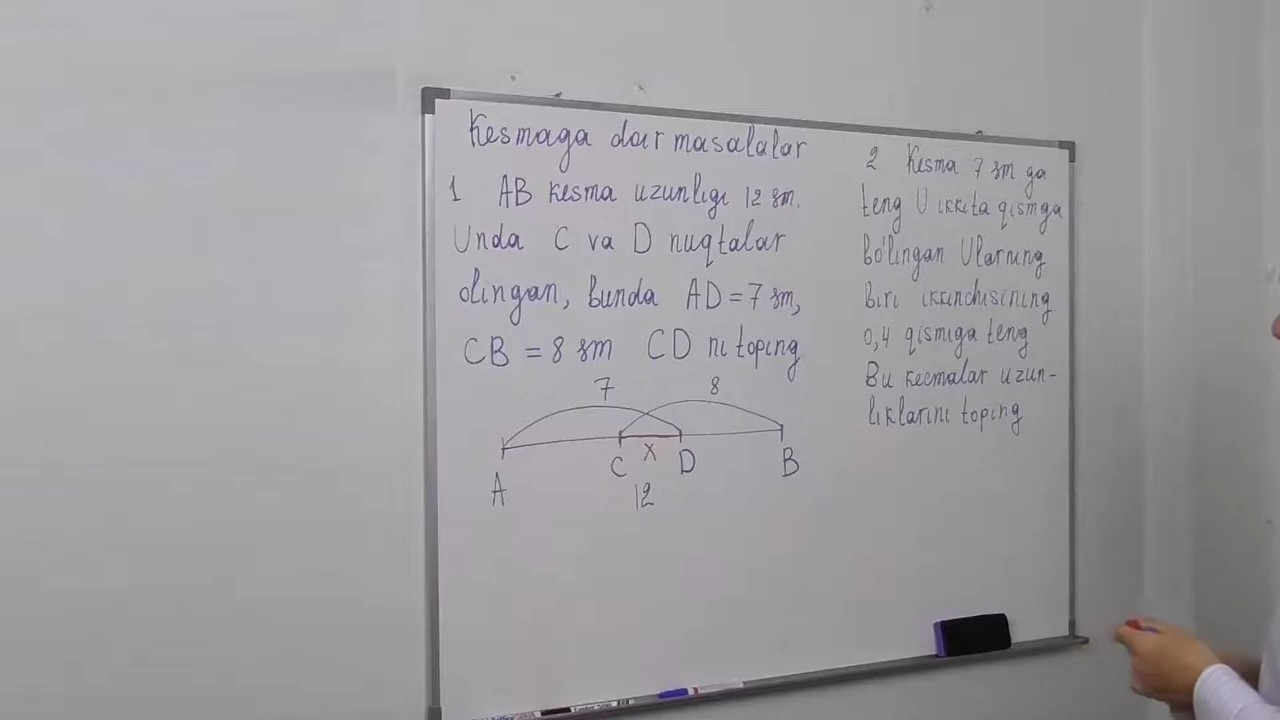 Kesmaga doir masalalar
1 AB kesma uzunligi 12 sm.
Unda C va D nuqtalar
olingan, bunda AD = 7 sm,
CB = 8 sm CD ni toping
7 8
C x D B
A
12
2 Kesma 7 sm ga
teng U ikkita qismga
bo'lingan Ularning
biri ikkinchisining
0,4 qismiga teng
Bu kecmalar uzun-
liklarini toping